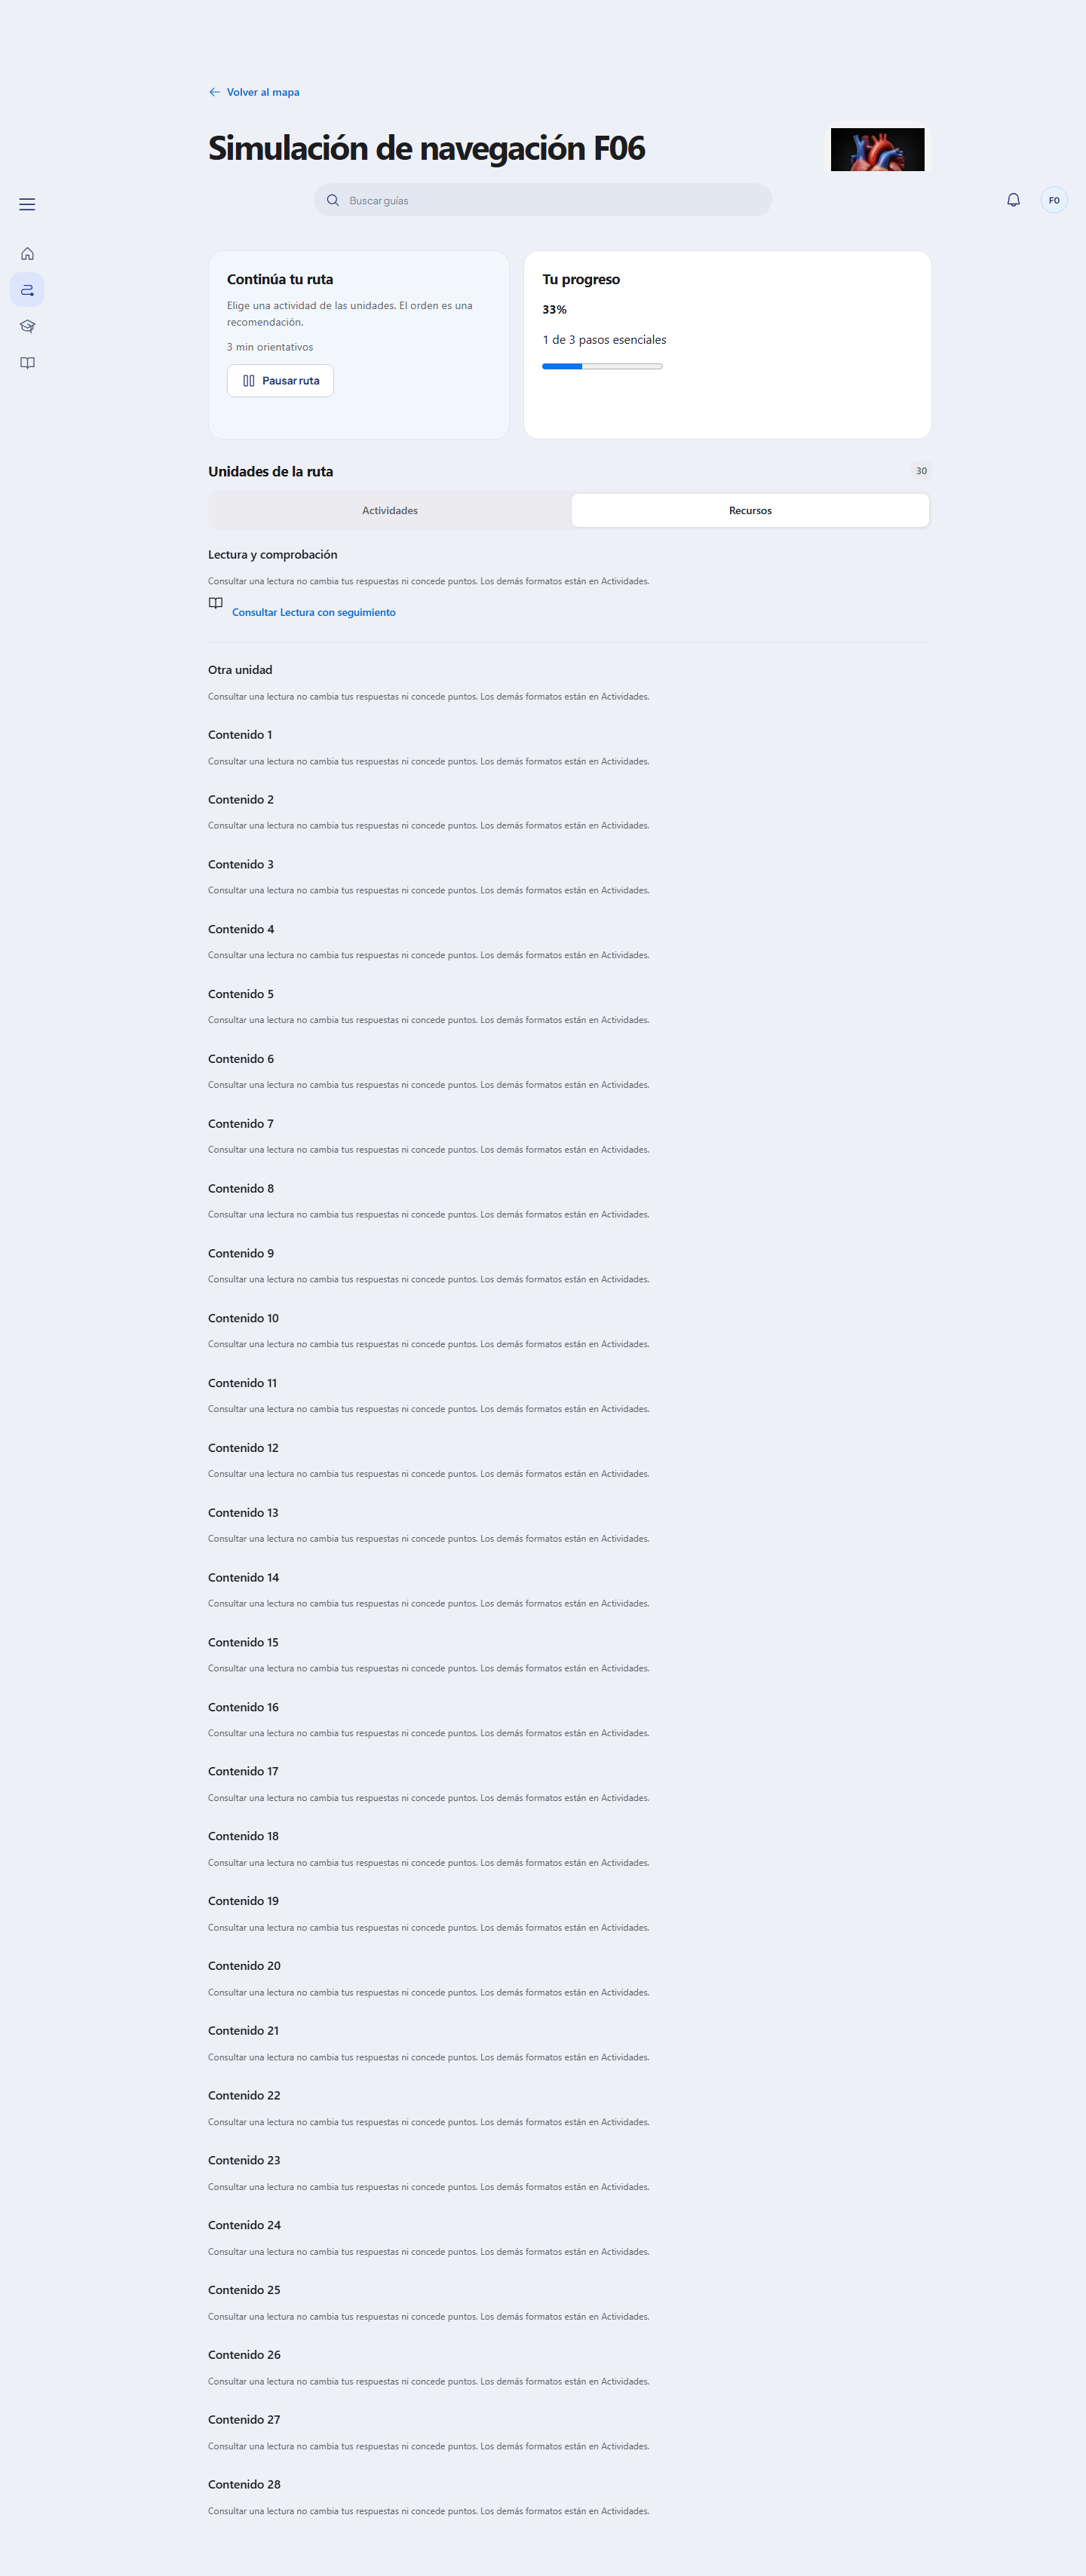 Volver al mapa
Simulación de navegación F06
Buscar guías
F0
Continúa tu ruta
Elige una actividad de las unidades. El orden es una
recomendación.
3 min orientativos
Pausar ruta
Tu progreso
33%
1 de 3 pasos esenciales
Unidades de la ruta
30
Actividades
Recursos
Lectura y comprobación
Consultar una lectura no cambia tus respuestas ni concede puntos. Los demás formatos están en Actividades.
Consultar Lectura con seguimiento
Otra unidad
Consultar una lectura no cambia tus respuestas ni concede puntos. Los demás formatos están en Actividades.
Contenido 1
Consultar una lectura no cambia tus respuestas ni concede puntos. Los demás formatos están en Actividades.
Contenido 2
Consultar una lectura no cambia tus respuestas ni concede puntos. Los demás formatos están en Actividades.
Contenido 3
Consultar una lectura no cambia tus respuestas ni concede puntos. Los demás formatos están en Actividades.
Contenido 4
Consultar una lectura no cambia tus respuestas ni concede puntos. Los demás formatos están en Actividades.
Contenido 5
Consultar una lectura no cambia tus respuestas ni concede puntos. Los demás formatos están en Actividades.
Contenido 6
Consultar una lectura no cambia tus respuestas ni concede puntos. Los demás formatos están en Actividades.
Contenido 7
Consultar una lectura no cambia tus respuestas ni concede puntos. Los demás formatos están en Actividades.
Contenido 8
Consultar una lectura no cambia tus respuestas ni concede puntos. Los demás formatos están en Actividades.
Contenido 9
Consultar una lectura no cambia tus respuestas ni concede puntos. Los demás formatos están en Actividades.
Contenido 10
Consultar una lectura no cambia tus respuestas ni concede puntos. Los demás formatos están en Actividades.
Contenido 11
Consultar una lectura no cambia tus respuestas ni concede puntos. Los demás formatos están en Actividades.
Contenido 12
Consultar una lectura no cambia tus respuestas ni concede puntos. Los demás formatos están en Actividades.
Contenido 13
Consultar una lectura no cambia tus respuestas ni concede puntos. Los demás formatos están en Actividades.
Contenido 14
Consultar una lectura no cambia tus respuestas ni concede puntos. Los demás formatos están en Actividades.
Contenido 15
Consultar una lectura no cambia tus respuestas ni concede puntos. Los demás formatos están en Actividades.
Contenido 16
Consultar una lectura no cambia tus respuestas ni concede puntos. Los demás formatos están en Actividades.
Contenido 17
Consultar una lectura no cambia tus respuestas ni concede puntos. Los demás formatos están en Actividades.
Contenido 18
Consultar una lectura no cambia tus respuestas ni concede puntos. Los demás formatos están en Actividades.
Contenido 19
Consultar una lectura no cambia tus respuestas ni concede puntos. Los demás formatos están en Actividades.
Contenido 20
Consultar una lectura no cambia tus respuestas ni concede puntos. Los demás formatos están en Actividades.
Contenido 21
Consultar una lectura no cambia tus respuestas ni concede puntos. Los demás formatos están en Actividades.
Contenido 22
Consultar una lectura no cambia tus respuestas ni concede puntos. Los demás formatos están en Actividades.
Contenido 23
Consultar una lectura no cambia tus respuestas ni concede puntos. Los demás formatos están en Actividades.
Contenido 24
Consultar una lectura no cambia tus respuestas ni concede puntos. Los demás formatos están en Actividades.
Contenido 25
Consultar una lectura no cambia tus respuestas ni concede puntos. Los demás formatos están en Actividades.
Contenido 26
Consultar una lectura no cambia tus respuestas ni concede puntos. Los demás formatos están en Actividades.
Contenido 27
Consultar una lectura no cambia tus respuestas ni concede puntos. Los demás formatos están en Actividades.
Contenido 28
Consultar una lectura no cambia tus respuestas ni concede puntos. Los demás formatos están en Actividades.